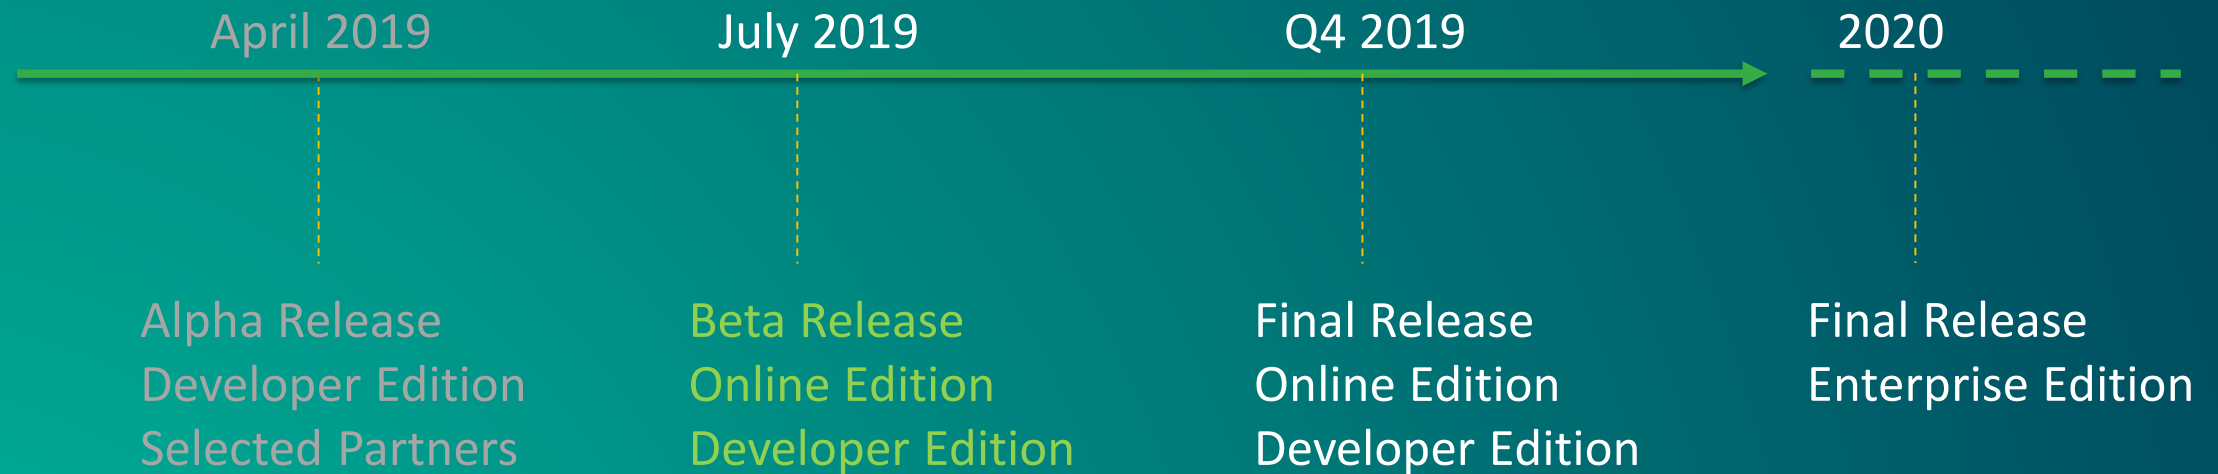 April 2019
July 2019
Q4 2019
2020
Alpha Release
Developer Edition
Selected Partners
Beta Release
Online Edition
Developer Edition
Final Release
Online Edition
Developer Edition
Final Release
Enterprise Edition